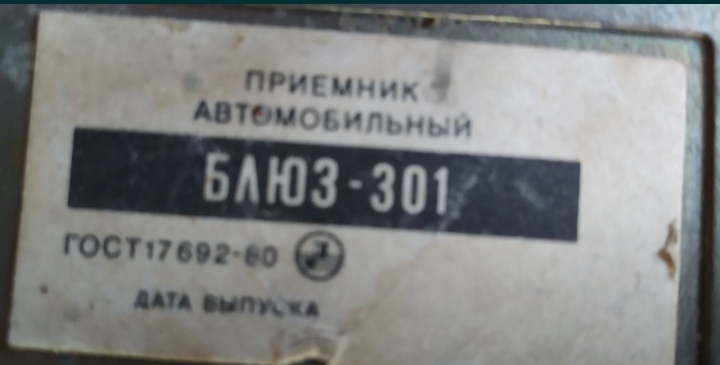 ПРИЕМНИК
АВТОМОБИЛЬНЫЙ
БЛЮЗ-301
ГОСТ17692-80
ДАТА ВЫПУСКА